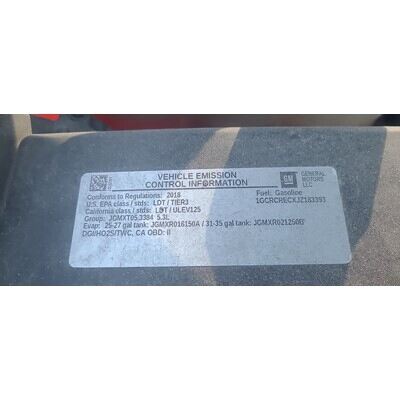 VEHICLE EMISSION
CONTROL INFORMATION
GM
GENERAL
MOTORS
LLC
Conforms to Regulations: 2018
Fuel: Gasoline
U.S. EPA class / stds: LDT / TIER3
1GCRCRECXJZ183393
California class / stds: LDT / ULEV125
Group: JGMXT05.3384 5.3L
Evap: 25-27 gal tank: JGMXR016150A / 31-35 gal tank:
DGI/HO2S/TWC, CA OBD: II